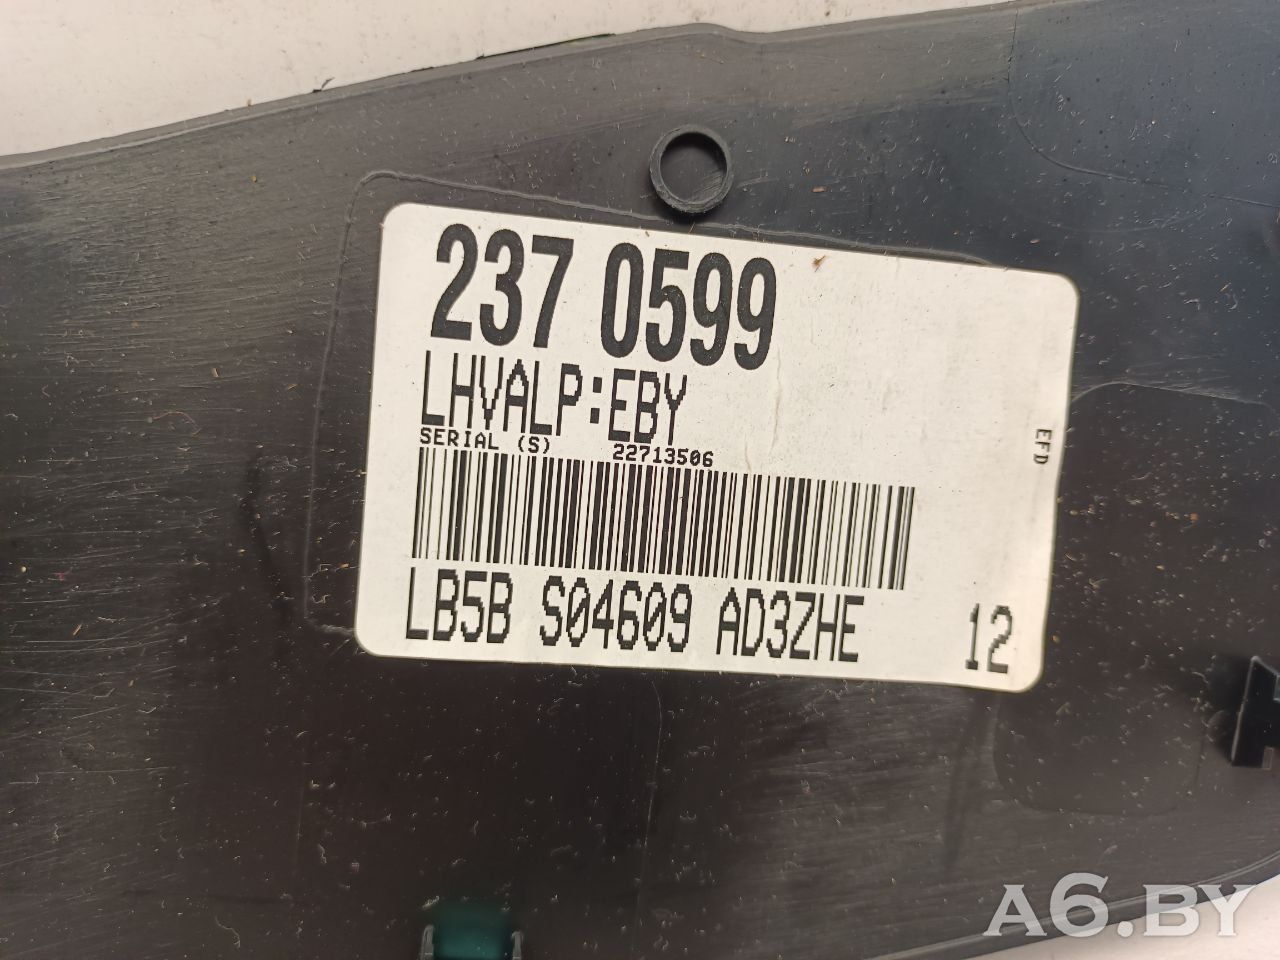 237 0599
LHVALP:EBY
SERIAL (S) 22713506
EFD
LB5B S04609 AD3ZHE 12
A6.BY